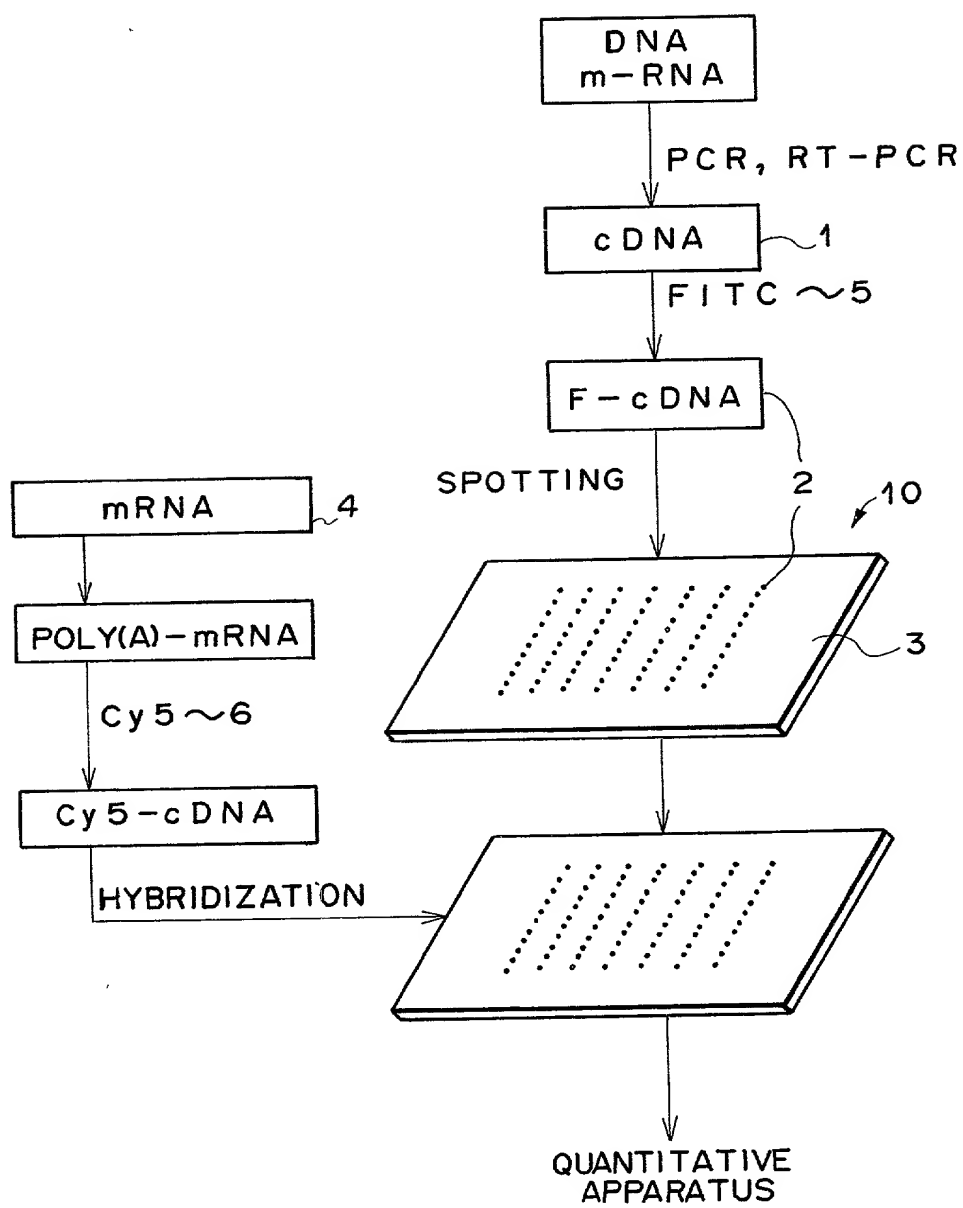 DNA
m-RNA
PCR, RT-PCR
cDNA
1
FITC ~5
F-cDNA
2
SPOTTING
10
3
mRNA
4
POLY(A)-mRNA
Cy5~6
Cy5-cDNA
HYBRIDIZATION
QUANTITATIVE
APPARATUS